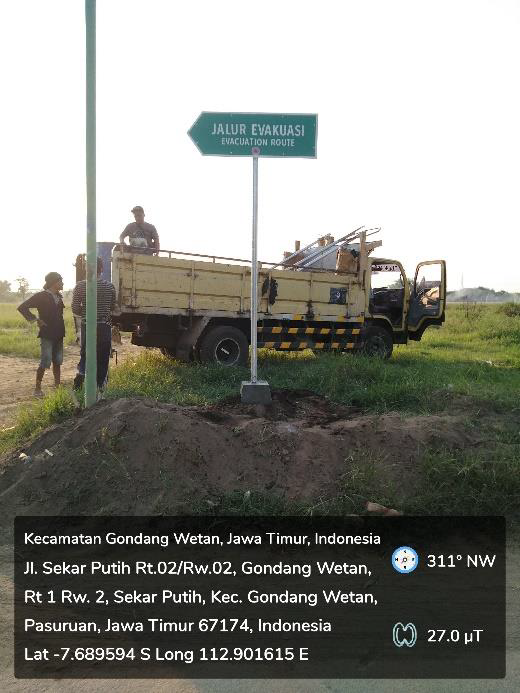 JALUR EVAKUASI
EVACUATION ROUTE
Kecamatan Gondang Wetan, Jawa Timur, Indonesia
Jl. Sekar Putih Rt.02/Rw.02, Gondang Wetan,
Rt 1 Rw. 2, Sekar Putih, Kec. Gondang Wetan,
Pasuruan, Jawa Timur 67174, Indonesia
Lat -7.689594 S Long 112.901615 E
311° NW
27.0 µT